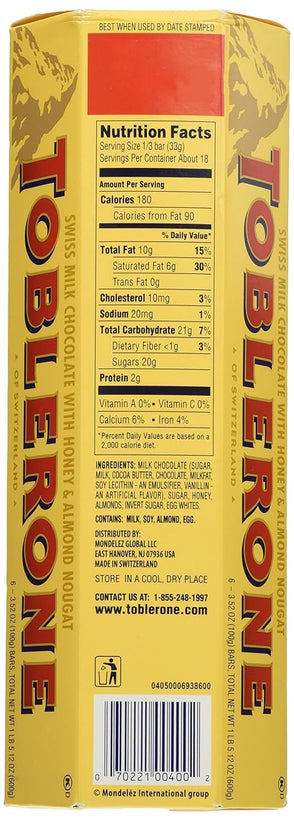 BEST WHEN USED BY DATE STAMPED
Nutrition Facts
Serving Size 1/3 bar (33g)
Servings Per Container About 18
Amount Per Serving
Calories 180
Calories from Fat 90
% Daily Value*
Total Fat 10g 15%
Saturated Fat 6g 30%
Trans Fat 0g
Cholesterol 10mg 3%
Sodium 20mg 1%
Total Carbohydrate 21g 7%
Dietary Fiber <1g 3%
Sugars 20g
Protein 2g
Vitamin A 0% • Vitamin C 0%
Calcium 6% • Iron 4%
*Percent Daily Values are based on a
2,000 calorie diet.
INGREDIENTS: MILK CHOCOLATE (SUGAR,
MILK, COCOA BUTTER, CHOCOLATE, MILKFAT,
SOY LECITHIN - AN EMULSIFIER, VANILLIN -
AN ARTIFICIAL FLAVOR), SUGAR, HONEY,
ALMONDS, INVERT SUGAR, EGG WHITES.
CONTAINS: MILK, SOY, ALMOND, EGG.
DISTRIBUTED BY:
MONDELEZ GLOBAL LLC
EAST HANOVER, NJ 07936 USA
MADE IN SWITZERLAND
STORE IN A COOL, DRY PLACE
CONTACT US AT: 1-855-248-1997
www.toblerone.com
04050006938600
0 70221 00400 2
© Mondelēz International group
TOBLERONE
SWISS MILK CHOCOLATE WITH HONEY & ALMOND NOUGAT
OF SWITZERLAND
6 - 3.52 OZ (100g) BARS, TOTAL NET WT 1 LB 5.12 OZ (600g)
TOBLERONE
SWISS MILK CHOCOLATE WITH HONEY & ALMOND NOUGAT
OF SWITZERLAND
6 - 3.52 OZ (100g) BARS, TOTAL NET WT 1 LB 5.12 OZ (600g)